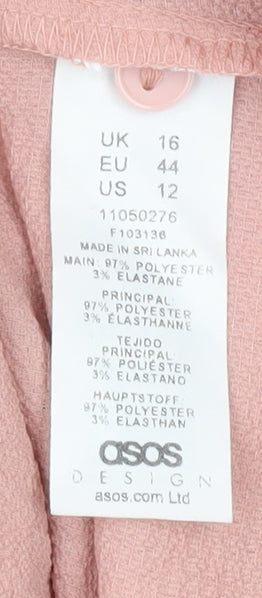 UK 16
EU 44
US 12
11050276
F103136
MADE IN SRI LANKA
MAIN: 97% POLYESTER
3% ELASTANE
PRINCIPAL:
97% POLYESTER
3% ÉLASTHANNE
TEJIDO
PRINCIPAL:
97% POLIÉSTER
3% ELASTANO
HAUPTSTOFF:
97% POLYESTER
3% ELASTHAN
asos
DESIGN
asos.com Ltd